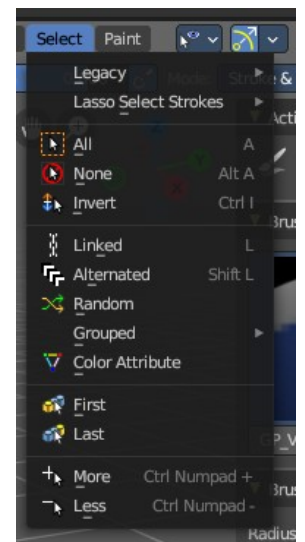 Select Paint
Legacy
Lasso Select Strokes
All A
None Alt A
Invert Ctrl I
Linked L
Alternated Shift L
Random
Grouped
Color Attribute
First
Last
More Ctrl Numpad +
Less Ctrl Numpad -
Radius